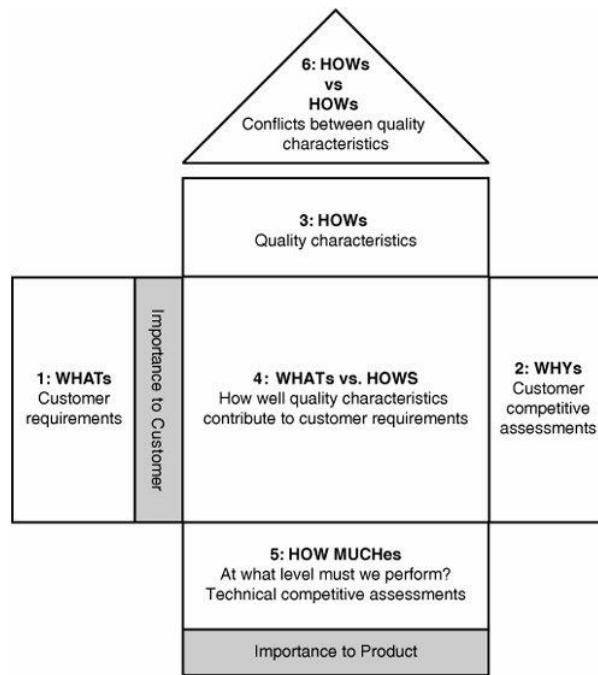 6: HOWs
vs
HOWs
Conflicts between quality
characteristics
3: HOWs
Quality characteristics
1: WHATs
Customer
requirements
Importance to Customer
4: WHATs vs. HOWS
How well quality characteristics
contribute to customer requirements
2: WHYs
Customer
competitive
assessments
5: HOW MUCHes
At what level must we perform?
Technical competitive assessments
Importance to Product